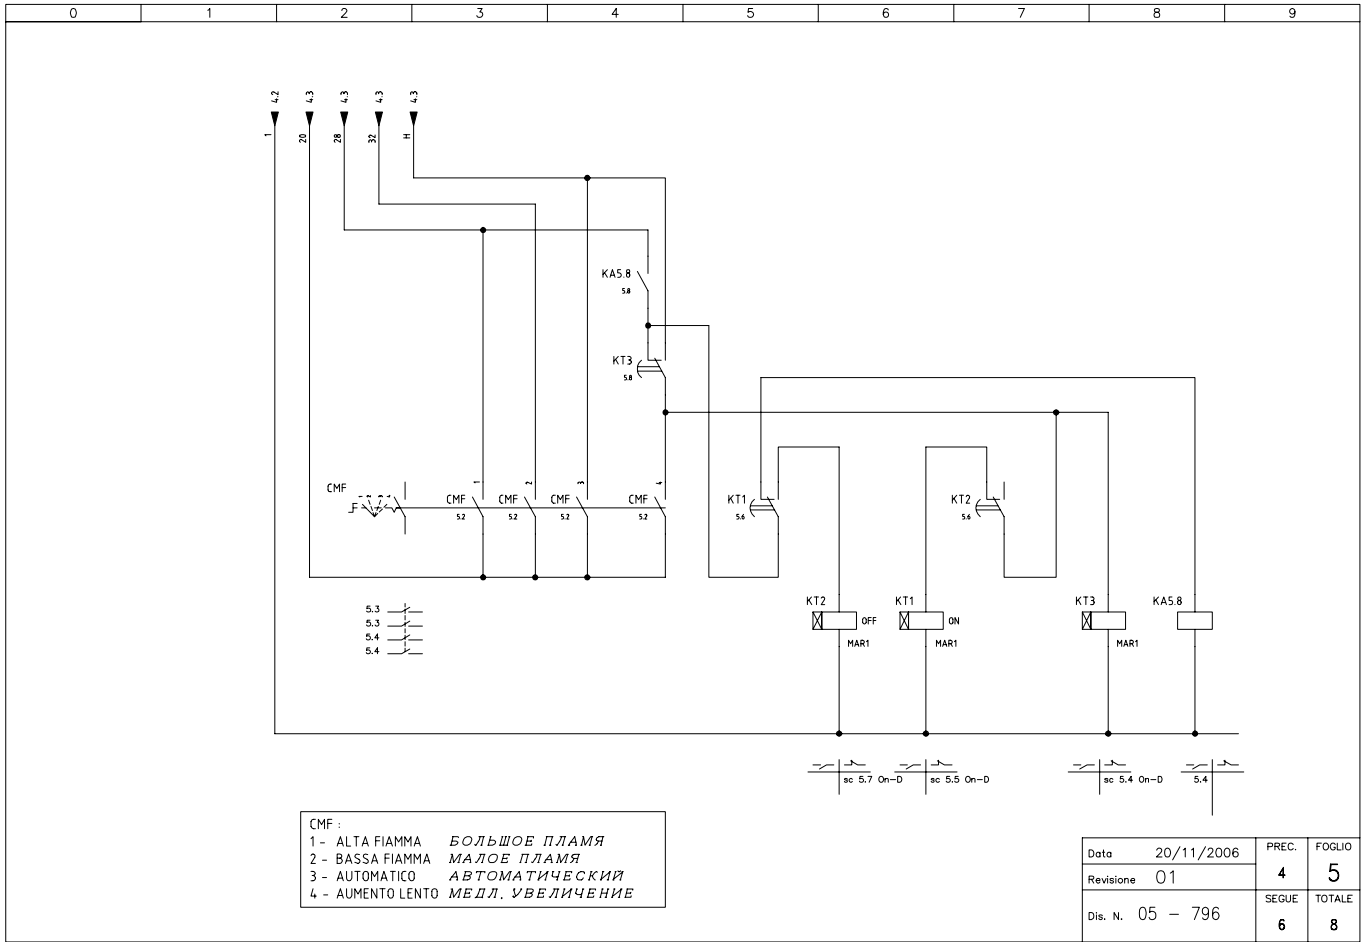 0 1 2 3 4 5 6 7 8 9
4.2 4.3 4.3 4.3 4.3
1 20 28 32 H
KA5.8
5.8
KT3
5.8
CMF
1 2 3 4
CMF CMF CMF CMF
5.2 5.2 5.2 5.2
KT1
5.6
KT2
5.6
5.3
5.3
5.4
5.4
KT2 KT1 KT3 KA5.8
OFF ON
MAR1 MAR1 MAR1
sc 5.7 On-D sc 5.5 On-D sc 5.4 On-D 5.4
CMF :
1 - ALTA FIAMMA БОЛЬШОЕ ПЛАМЯ
2 - BASSA FIAMMA МАЛОЕ ПЛАМЯ
3 - AUTOMATICO АВТОМАТИЧЕСКИЙ
4 - AUMENTO LENTO МЕДЛ. УВЕЛИЧЕНИЕ
Data 20/11/2006
Revisione 01
Dis. N. 05 - 796
PREC. FOGLIO
4 5
SEGUE TOTALE
6 8